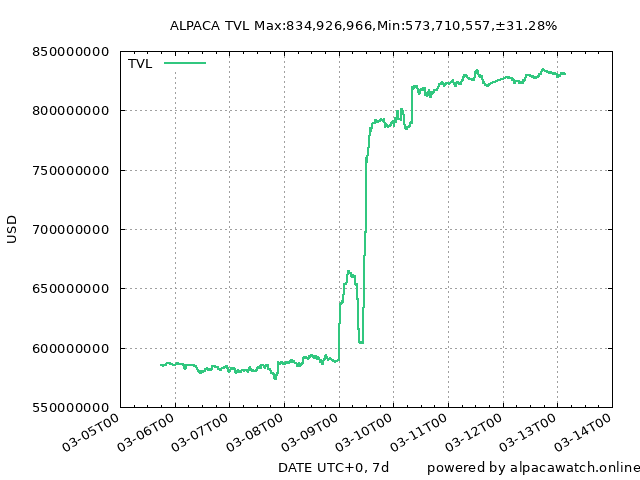 ALPACA TVL Max:834,926,966,Min:573,710,557,±31.28%
TVL
850000000
800000000
750000000
700000000
650000000
600000000
550000000
USD
03-05T00
03-06T00
03-07T00
03-08T00
03-09T00
03-10T00
03-11T00
03-12T00
03-13T00
03-14T00
DATE UTC+0, 7d
powered by alpacawatch.online